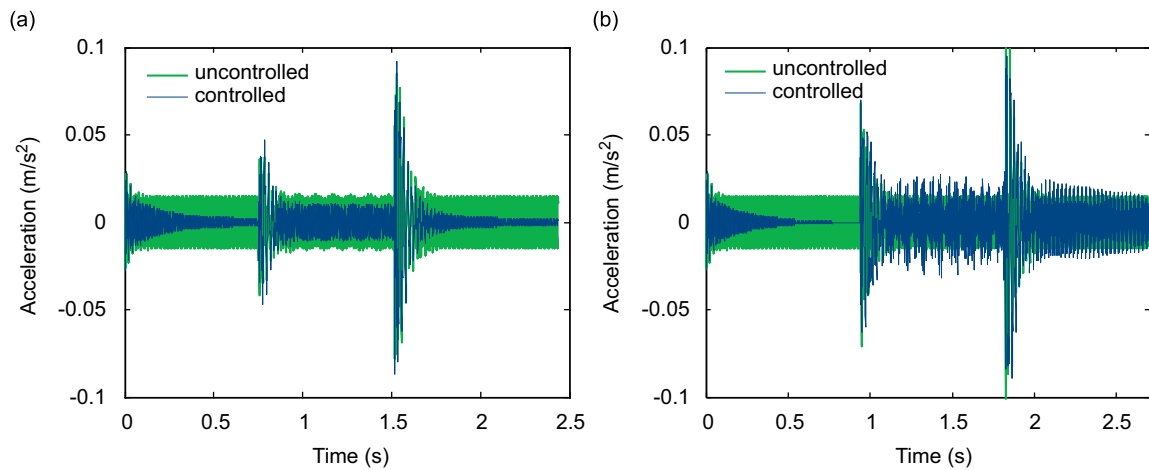 (a)
Acceleration (m/s²)
0.1
0.05
0
-0.05
-0.1
uncontrolled
controlled
0
0.5
1
1.5
2
2.5
Time (s)
(b)
Acceleration (m/s²)
0.1
0.05
0
-0.05
-0.1
uncontrolled
controlled
0
0.5
1
1.5
2
2.5
Time (s)